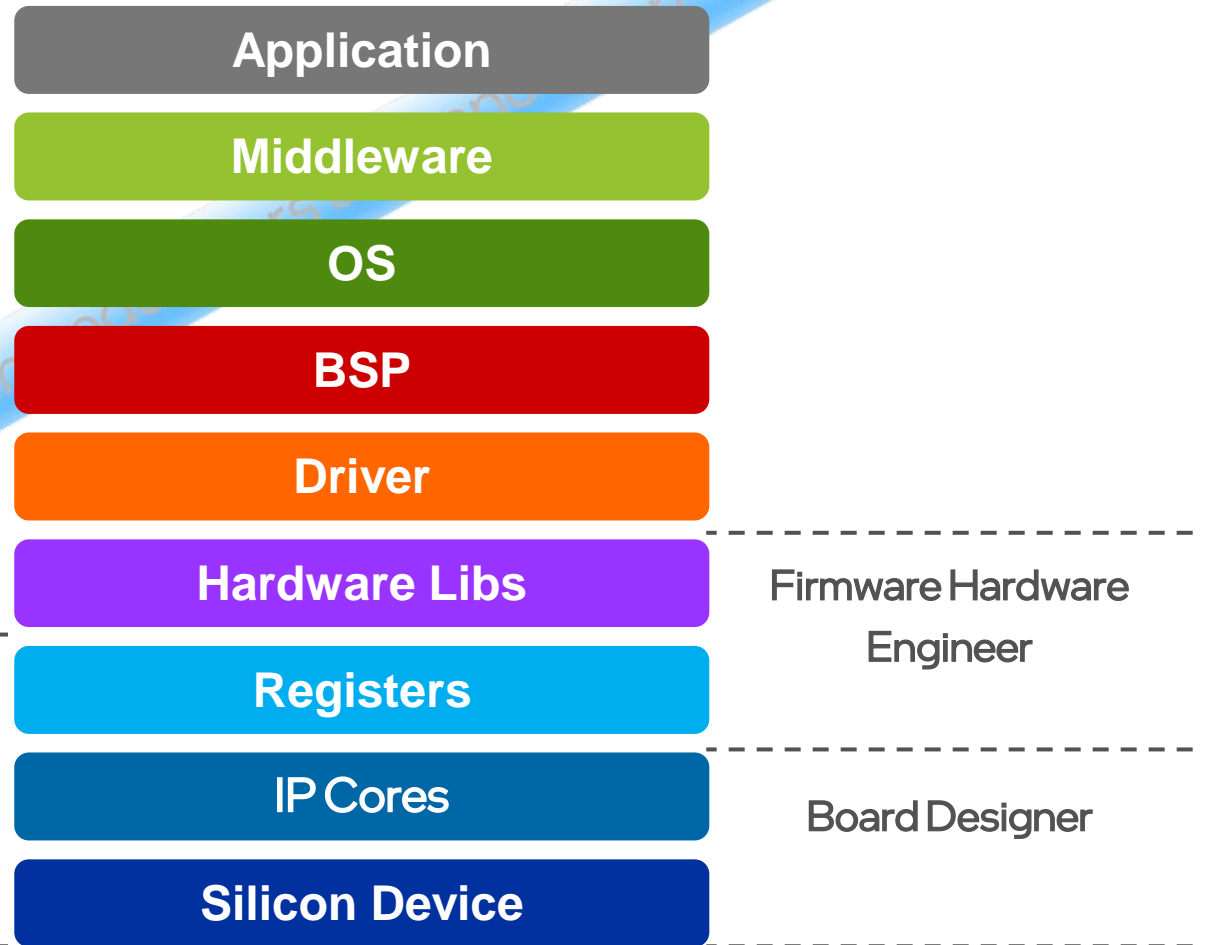 Application
Middleware
OS
BSP
Driver
Hardware Libs
Firmware Hardware
Engineer
Registers
IP Cores
Board Designer
Silicon Device